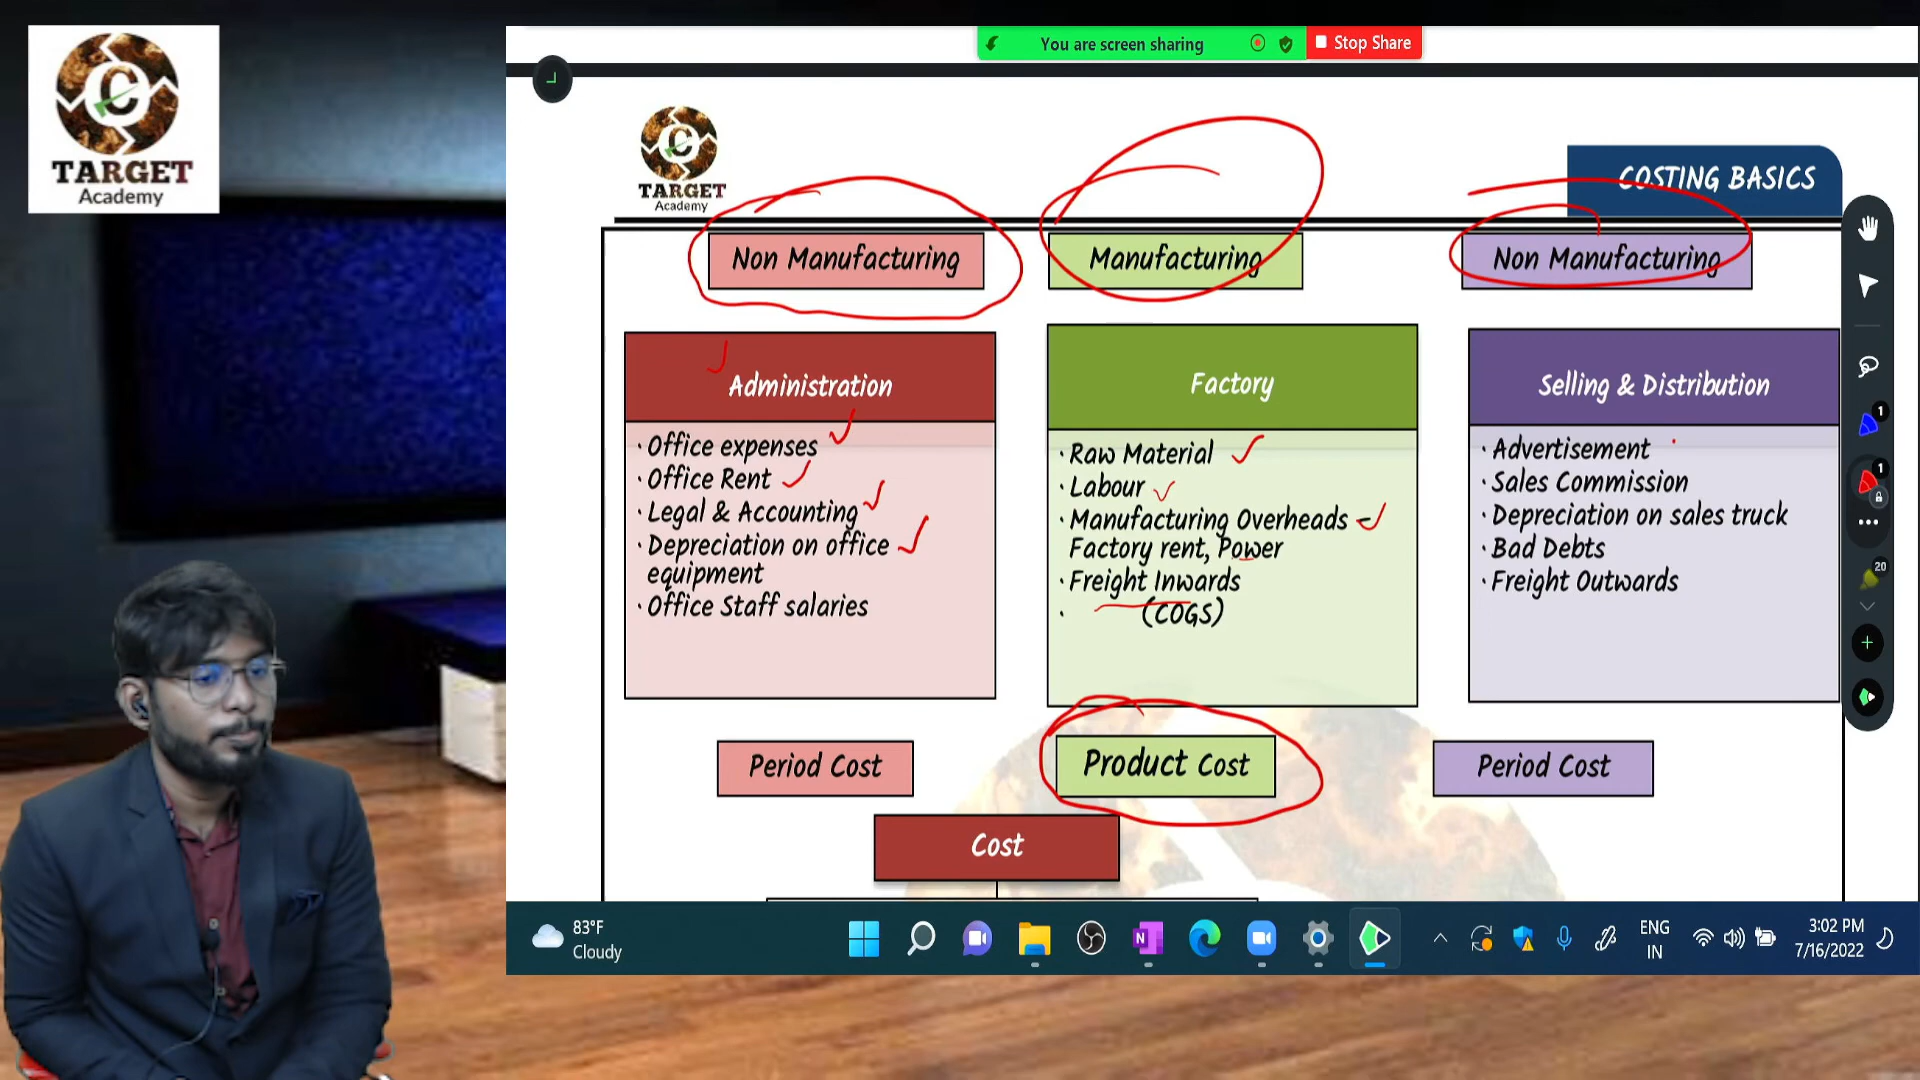 TARGET
Academy
You are screen sharing
Stop Share
TARGET
Academy
COSTING BASICS
Non Manufacturing
Manufacturing
Non Manufacturing
Administration
· Office expenses
· Office Rent
· Legal & Accounting
· Depreciation on office
equipment
· Office Staff salaries
Factory
· Raw Material
· Labour
· Manufacturing Overheads -
Factory rent, Power
· Freight Inwards
· (COGS)
Selling & Distribution
· Advertisement
· Sales Commission
· Depreciation on sales truck
· Bad Debts
· Freight Outwards
Period Cost
Product Cost
Period Cost
Cost
1
1
20
83°F
Cloudy
ENG
IN
3:02 PM
7/16/2022